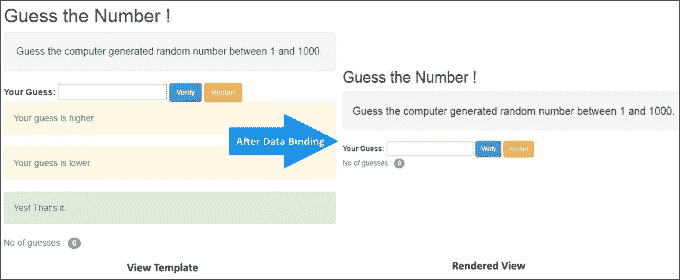 Guess the Number !
Guess the computer generated random number between 1 and 1000.
Your Guess: Verify Restart
Your guess is higher.
Your guess is lower.
Yes! That's it.
No of guesses : 0
View Template
After Data Binding
Guess the Number !
Guess the computer generated random number between 1 and 1000.
Your Guess: Verify Restart
No of guesses : 0
Rendered View